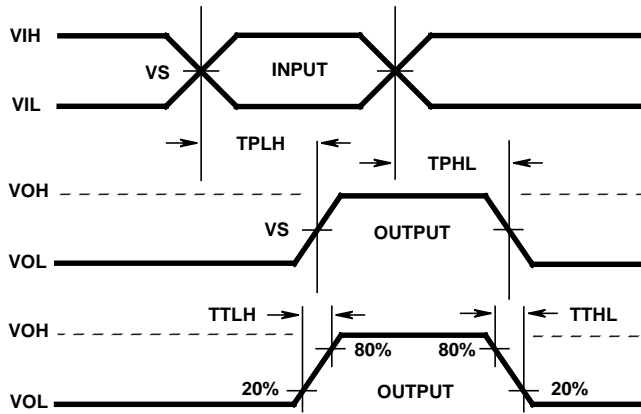 VIH
VS
INPUT
VIL
TPLH
TPHL
VOH
VS
OUTPUT
VOL
TTLH
TTHL
VOH
80%
80%
20%
OUTPUT
20%
VOL